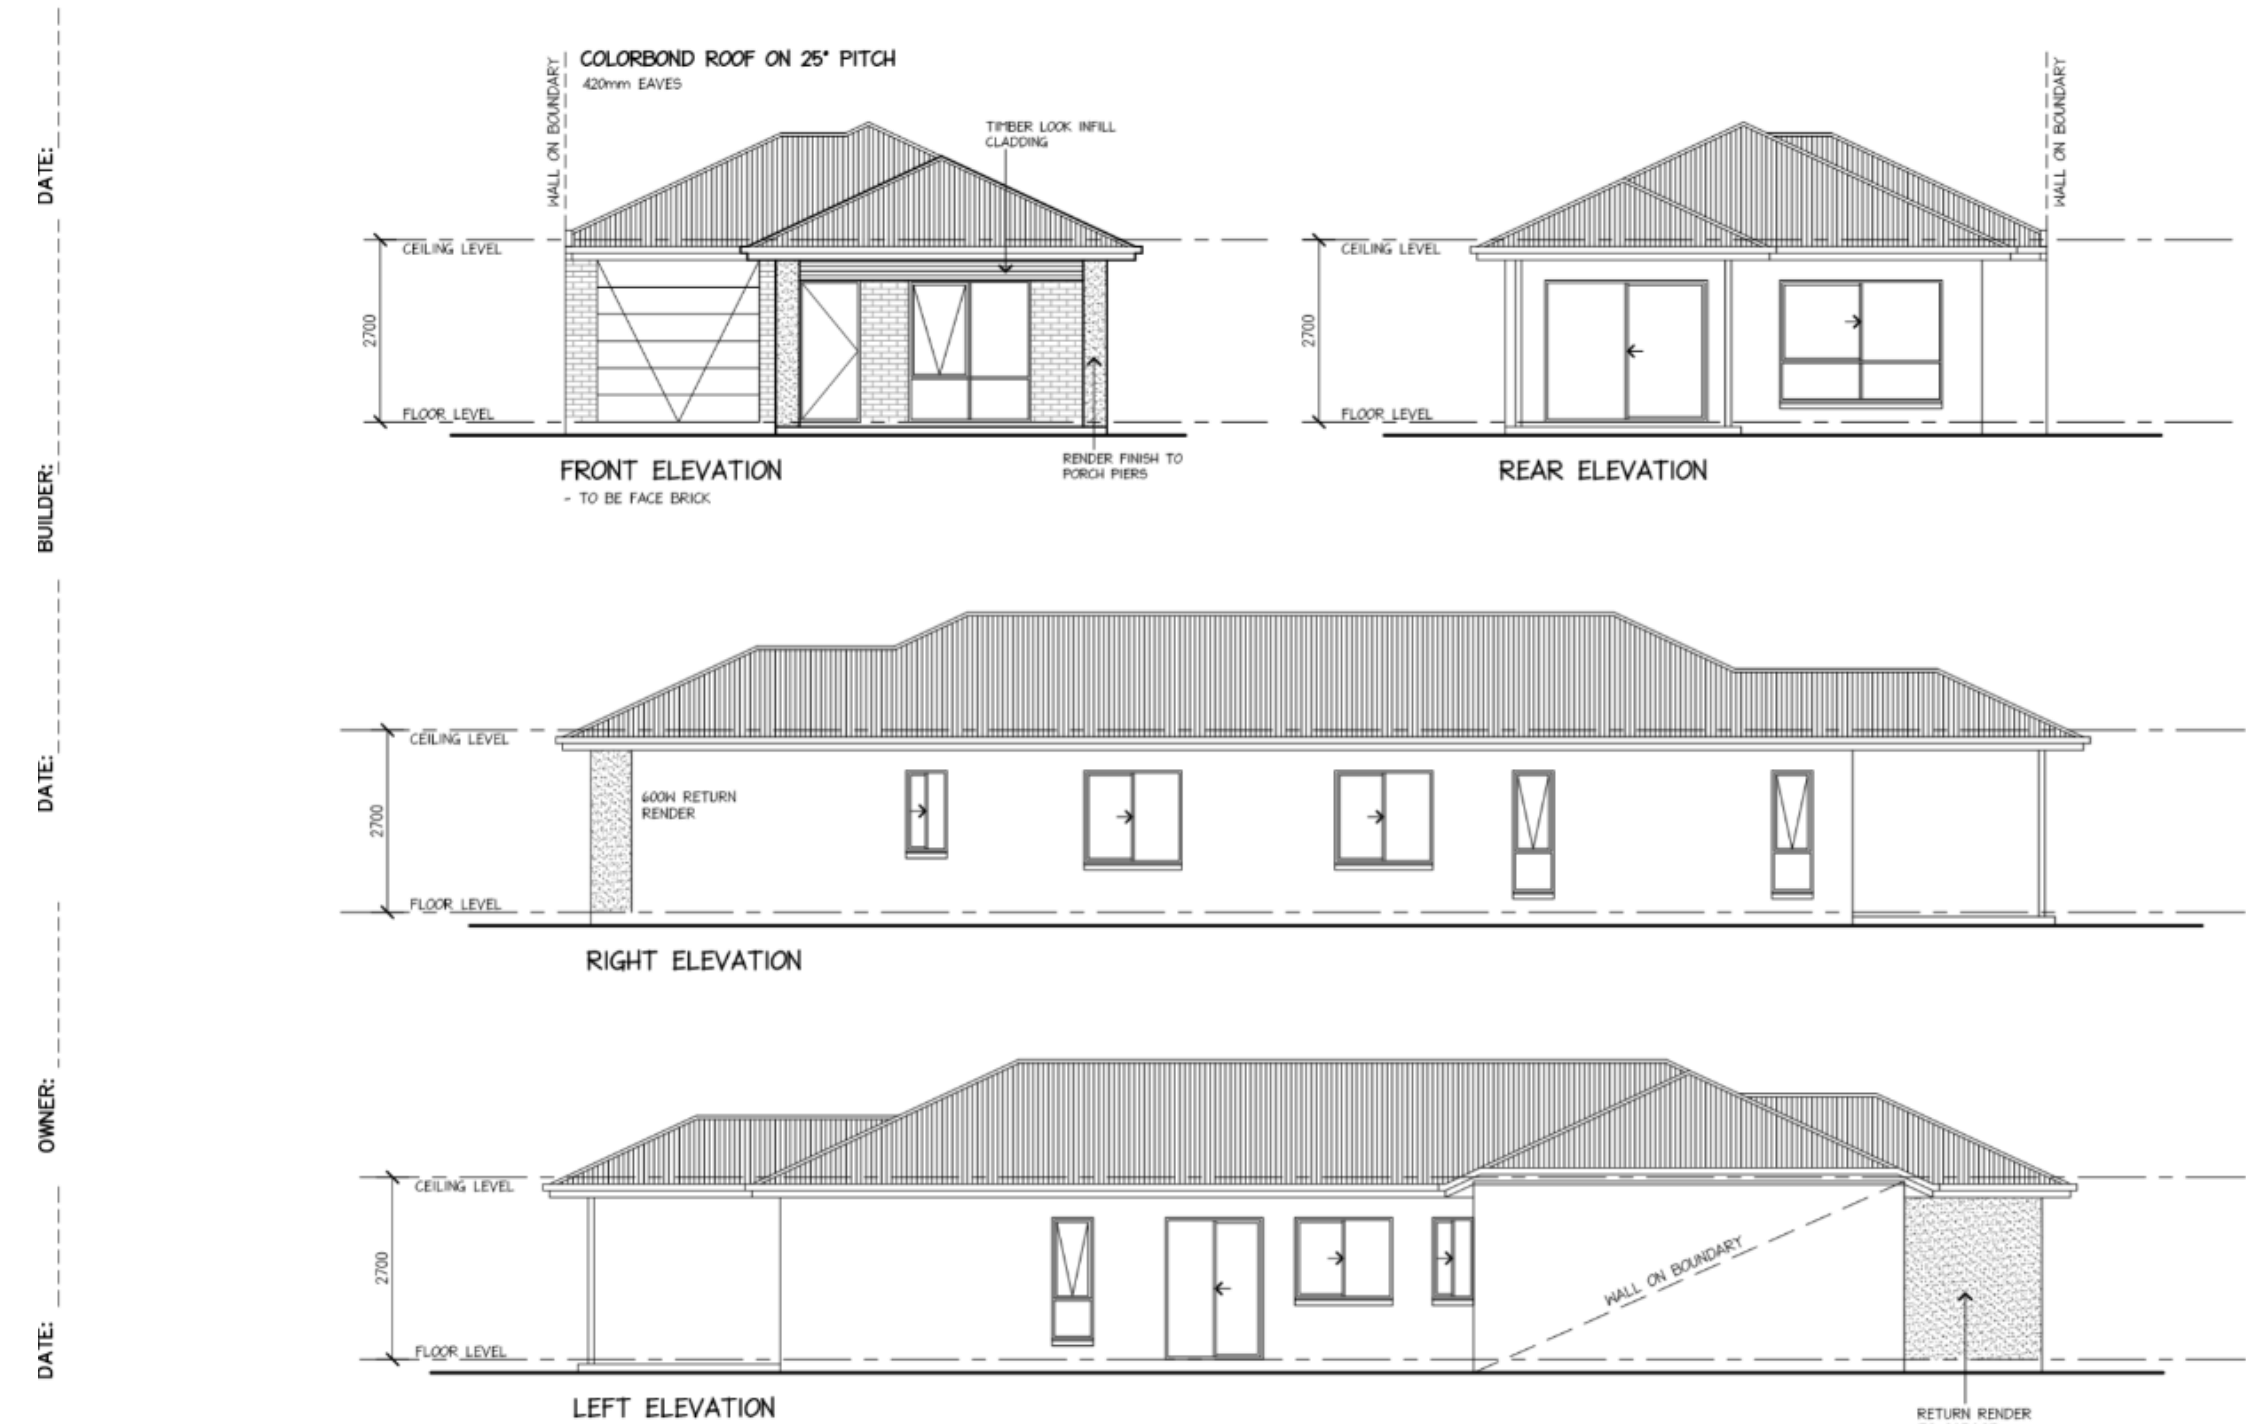 DATE:
BUILDER:
DATE:
OWNER:
DATE:
WALL ON BOUNDARY
COLORBOND ROOF ON 25° PITCH
420mm EAVES
TIMBER LOOK INFILL
CLADDING
CEILING LEVEL
2700
FLOOR LEVEL
FRONT ELEVATION
- TO BE FACE BRICK
RENDER FINISH TO
PORCH PIERS
WALL ON BOUNDARY
CEILING LEVEL
2700
FLOOR LEVEL
REAR ELEVATION
CEILING LEVEL
2700
600W RETURN
RENDER
FLOOR LEVEL
RIGHT ELEVATION
CEILING LEVEL
2700
WALL ON BOUNDARY
FLOOR LEVEL
LEFT ELEVATION
RETURN RENDER